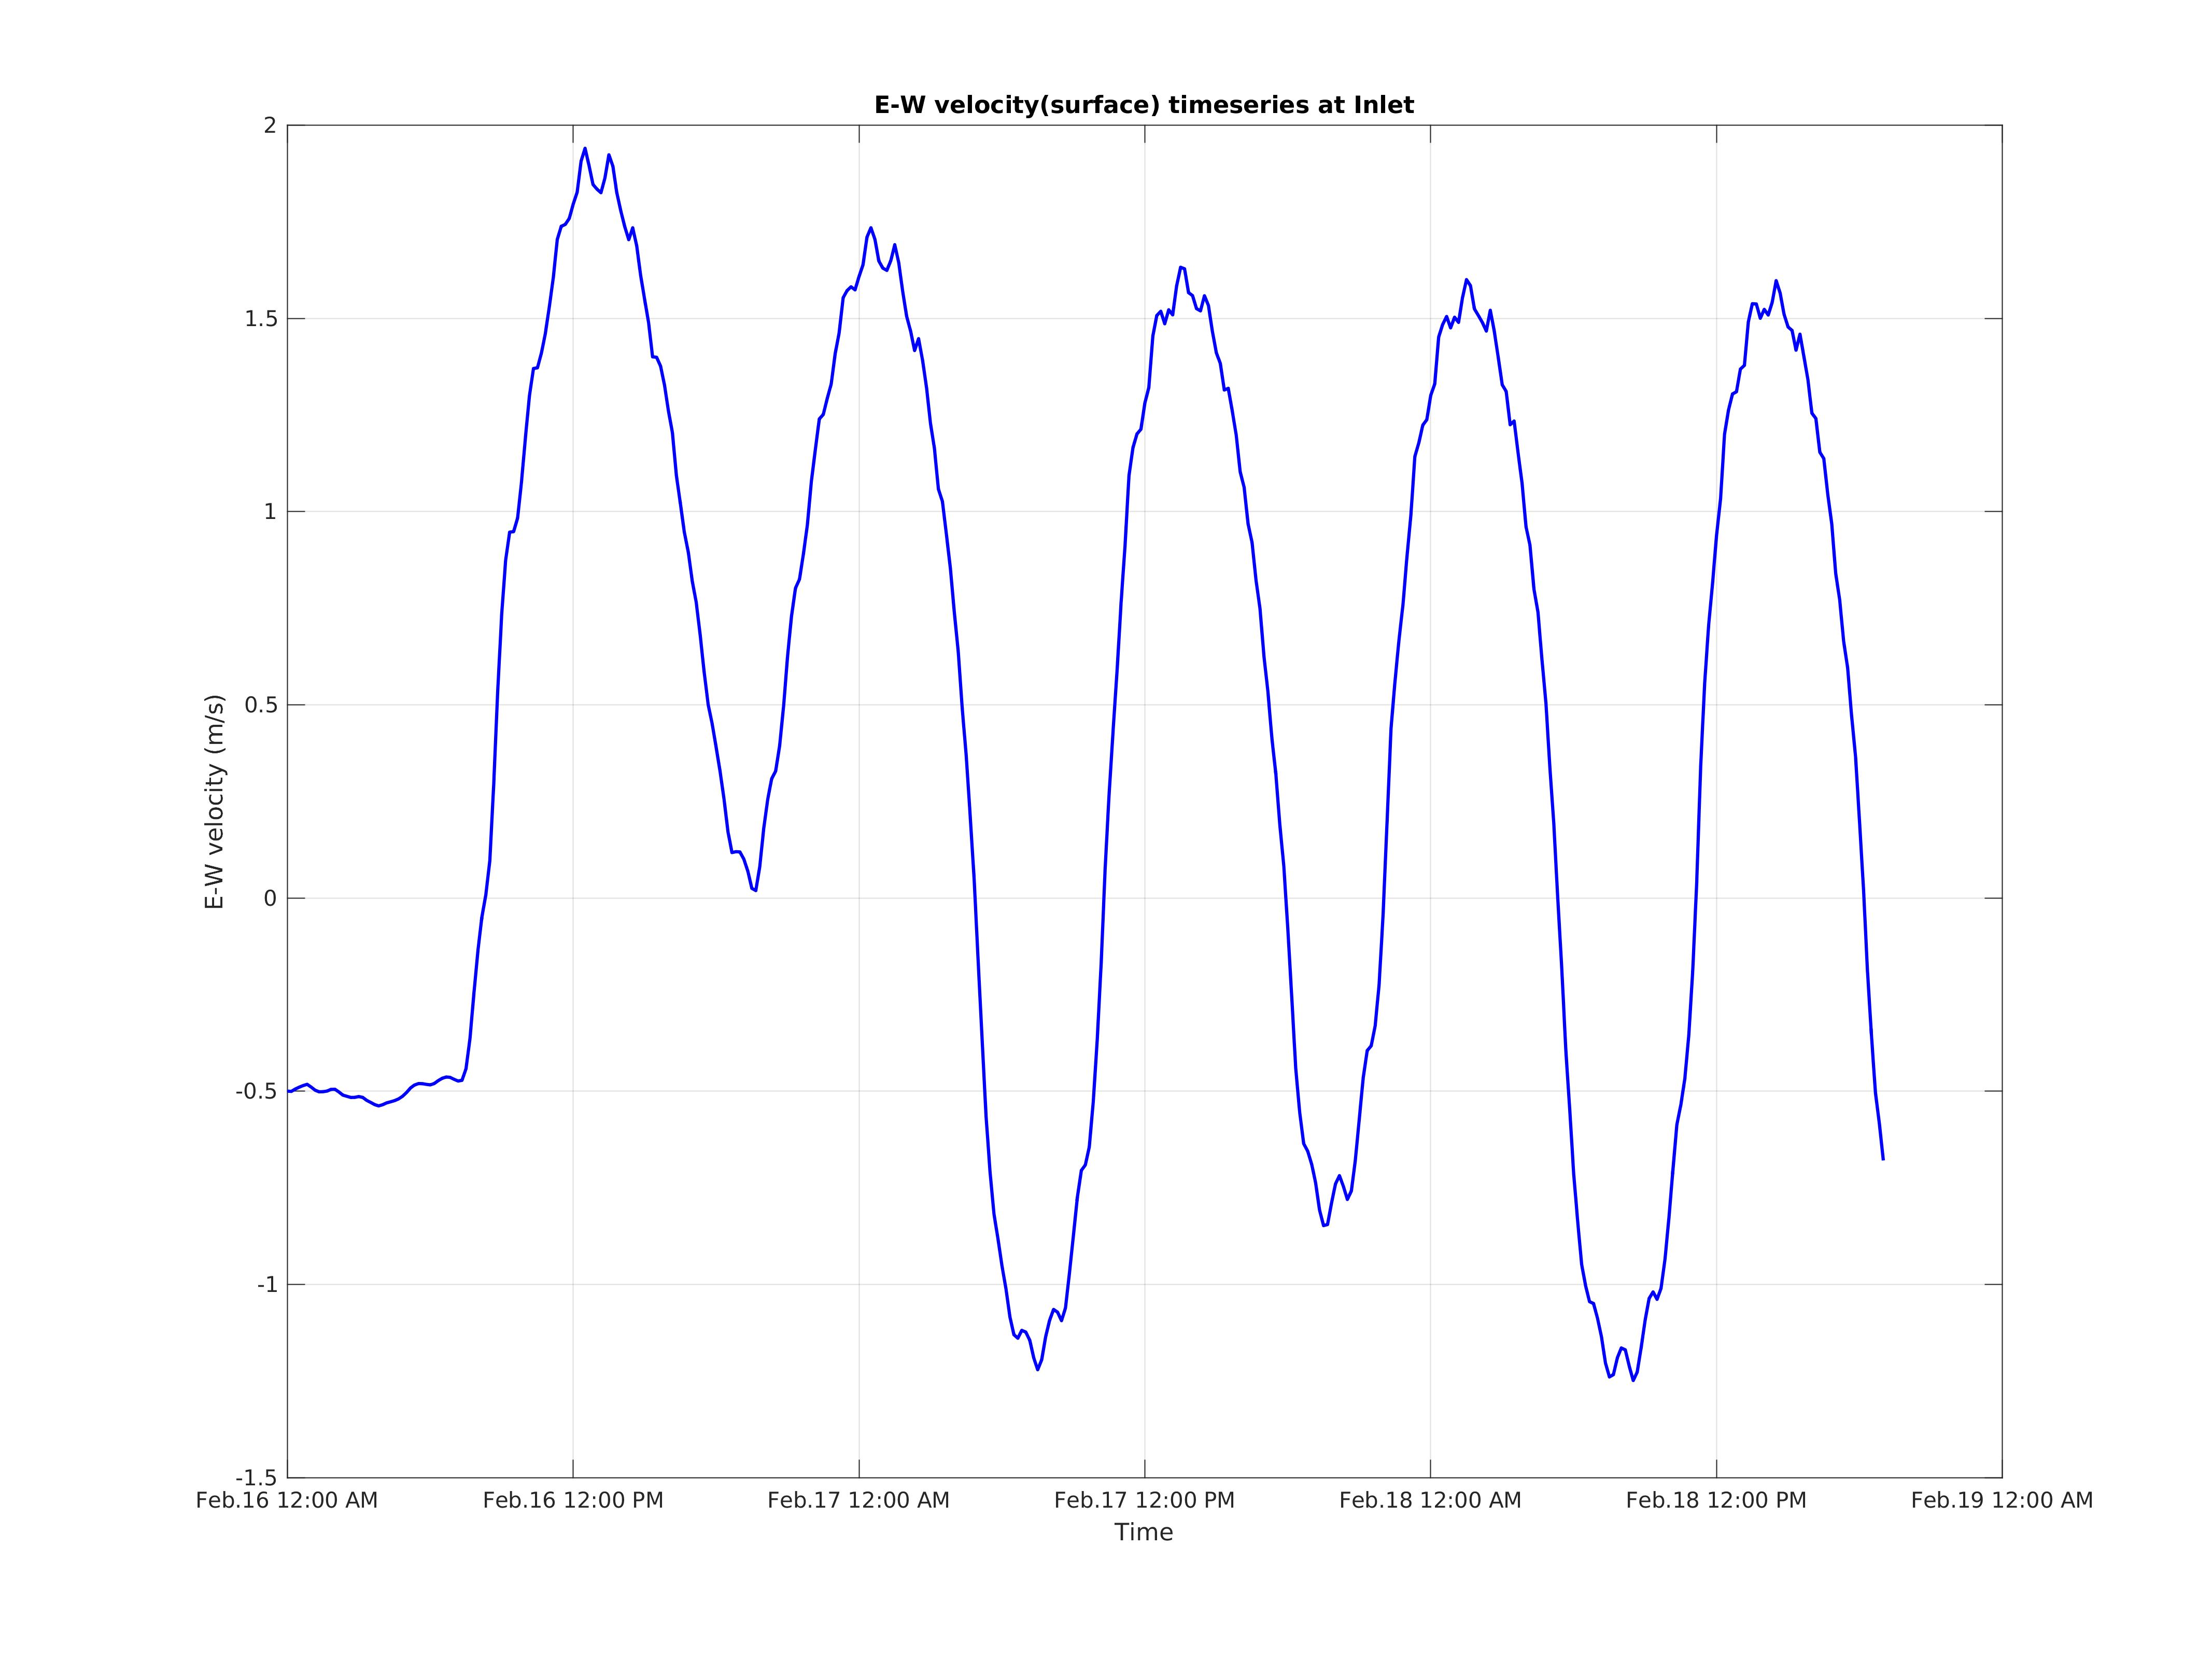 E-W velocity(surface) timeseries at Inlet
2
1.5
1
0.5
0
-0.5
-1
-1.5
E-W velocity (m/s)
Feb.16 12:00 AM Feb.16 12:00 PM Feb.17 12:00 AM Feb.17 12:00 PM Feb.18 12:00 AM Feb.18 12:00 PM Feb.19 12:00 AM
Time